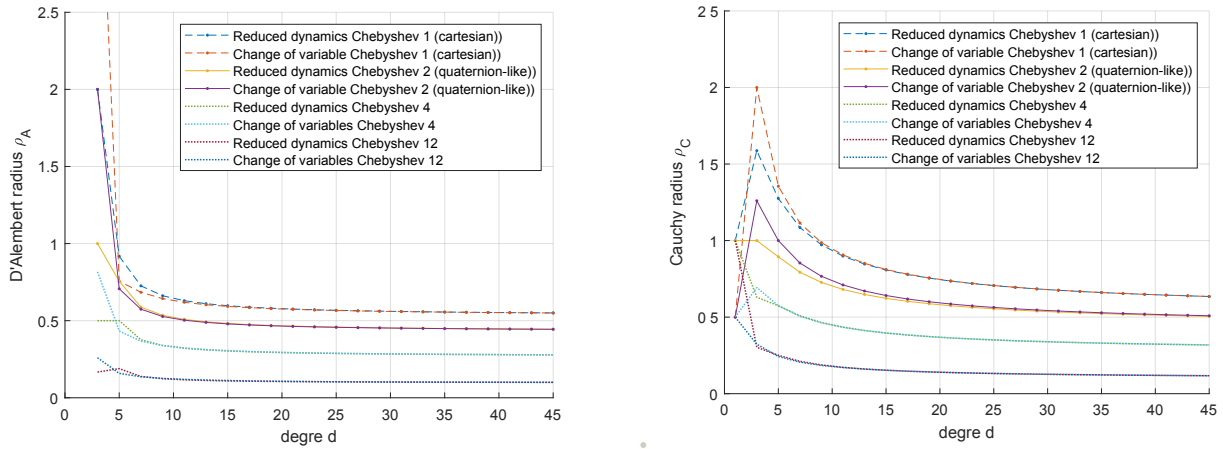 2 5
2
1.5
1
0.5
0
0
5
10
15
20
25
30
35
40
45
D'Alembert radius ρ_A
degre d
Reduced dynamics Chebyshev 1 (cartesian))
Change of variable Chebyshev 1 (cartesian))
Reduced dynamics Chebyshev 2 (quaternion-like))
Change of variable Chebyshev 2 (quaternion-like))
Reduced dynamics Chebyshev 4
Change of variables Chebyshev 4
Reduced dynamics Chebyshev 12
Change of variables Chebyshev 12
2 5
2
1.5
1
0.5
0
0
5
10
15
20
25
30
35
40
45
Cauchy radius ρ_C
degre d
Reduced dynamics Chebyshev 1 (cartesian))
Change of variable Chebyshev 1 (cartesian))
Reduced dynamics Chebyshev 2 (quaternion-like))
Change of variable Chebyshev 2 (quaternion-like))
Reduced dynamics Chebyshev 4
Change of variables Chebyshev 4
Reduced dynamics Chebyshev 12
Change of variables Chebyshev 12